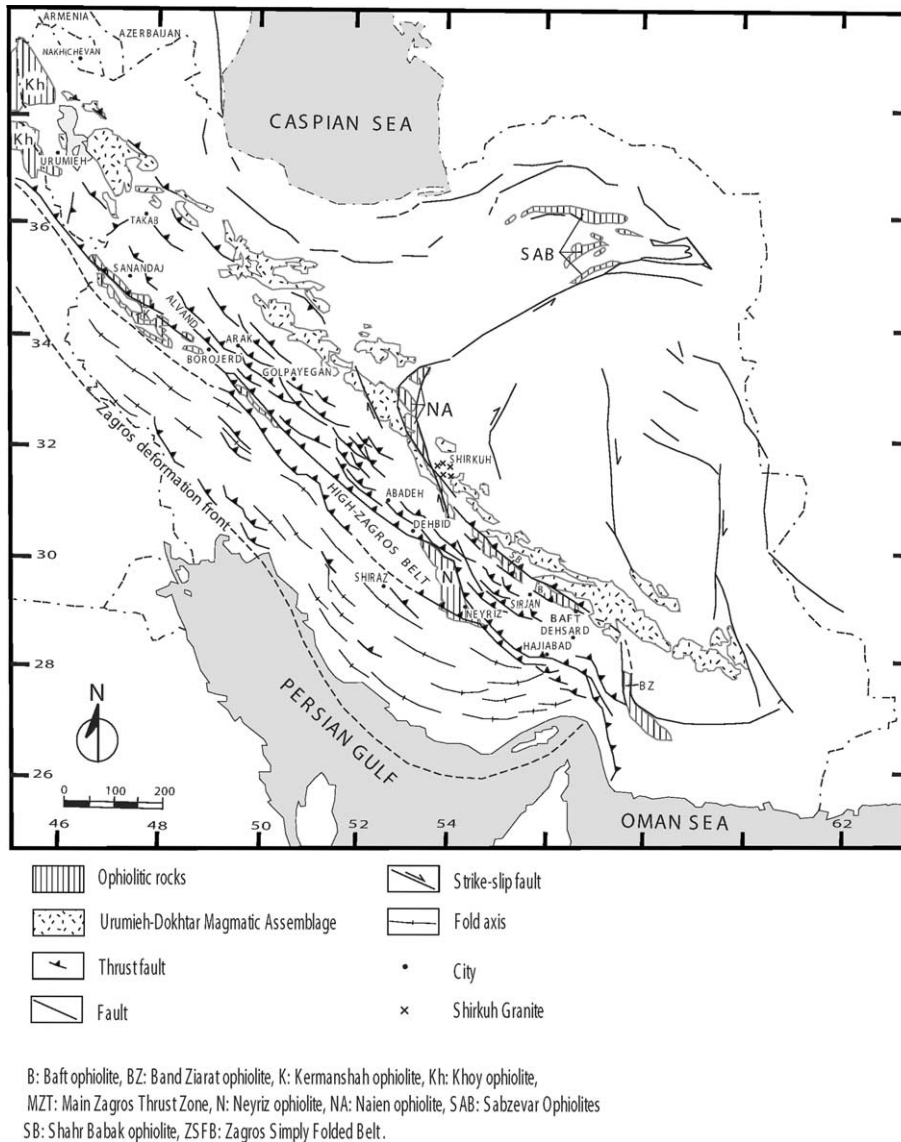 ARMENIA
AZERBAIJAN
NAKHICHEVAN
Kh
CASPIAN SEA
Kh
URUMIEH
TAKAB
36
SAB
SANANDAJ
K
ALVAND
34
ARAK
BOROJERD
GOLPAYEGAN
NA
Zagros deformation front
SHIRKUH
32
HIGH-ZAGROS BELT
ABADEH
DEHBID
30
SHIRAZ
N
B
B
NEYRIZ
SIRJAN
BAFT
DEHSARD
HAJIABAD
28
BZ
N
PERSIAN GULF
26
0 100 200
46 48 50 52 54 62
OMAN SEA
Ophiolitic rocks
Strike-slip fault
Urumieh-Dokhtar Magmatic Assemblage
Fold axis
Thrust fault
City
Fault
Shirkuh Granite
B: Baft ophiolite, BZ: Band Ziarat ophiolite, K: Kermanshah ophiolite, Kh: Khoy ophiolite,
MZT: Main Zagros Thrust Zone, N: Neyriz ophiolite, NA: Naien ophiolite, SAB: Sabzevar Ophiolites
SB: Shahr Babak ophiolite, ZSFB: Zagros Simply Folded Belt.